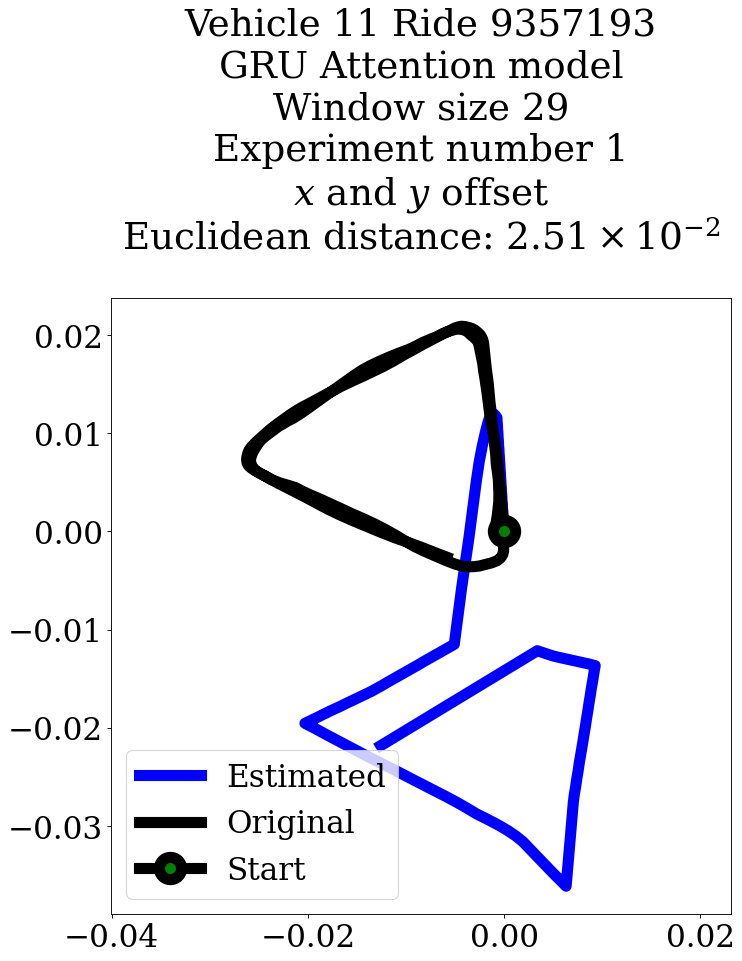 Vehicle 11 Ride 9357193
GRU Attention model
Window size 29
Experiment number 1
x and y offset
Euclidean distance: 2.51 × 10⁻²
0.02
0.01
0.00
−0.01
−0.02
−0.03
Estimated
Original
Start
−0.04
−0.02
0.00
0.02